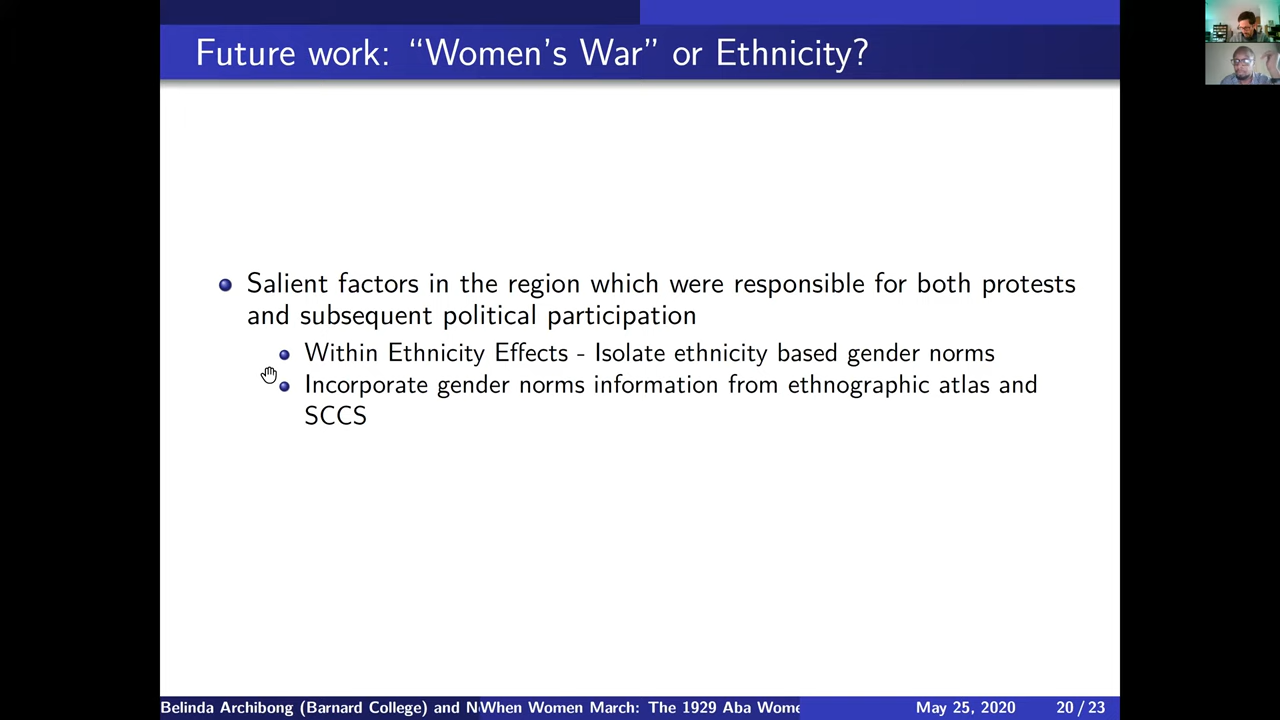 Future work: “Women’s War” or Ethnicity?
Salient factors in the region which were responsible for both protests
and subsequent political participation
Within Ethnicity Effects - Isolate ethnicity based gender norms
Incorporate gender norms information from ethnographic atlas and
SCCS
Belinda Archibong (Barnard College) and N
When Women March: The 1929 Aba Wome
May 25, 2020
20 / 23